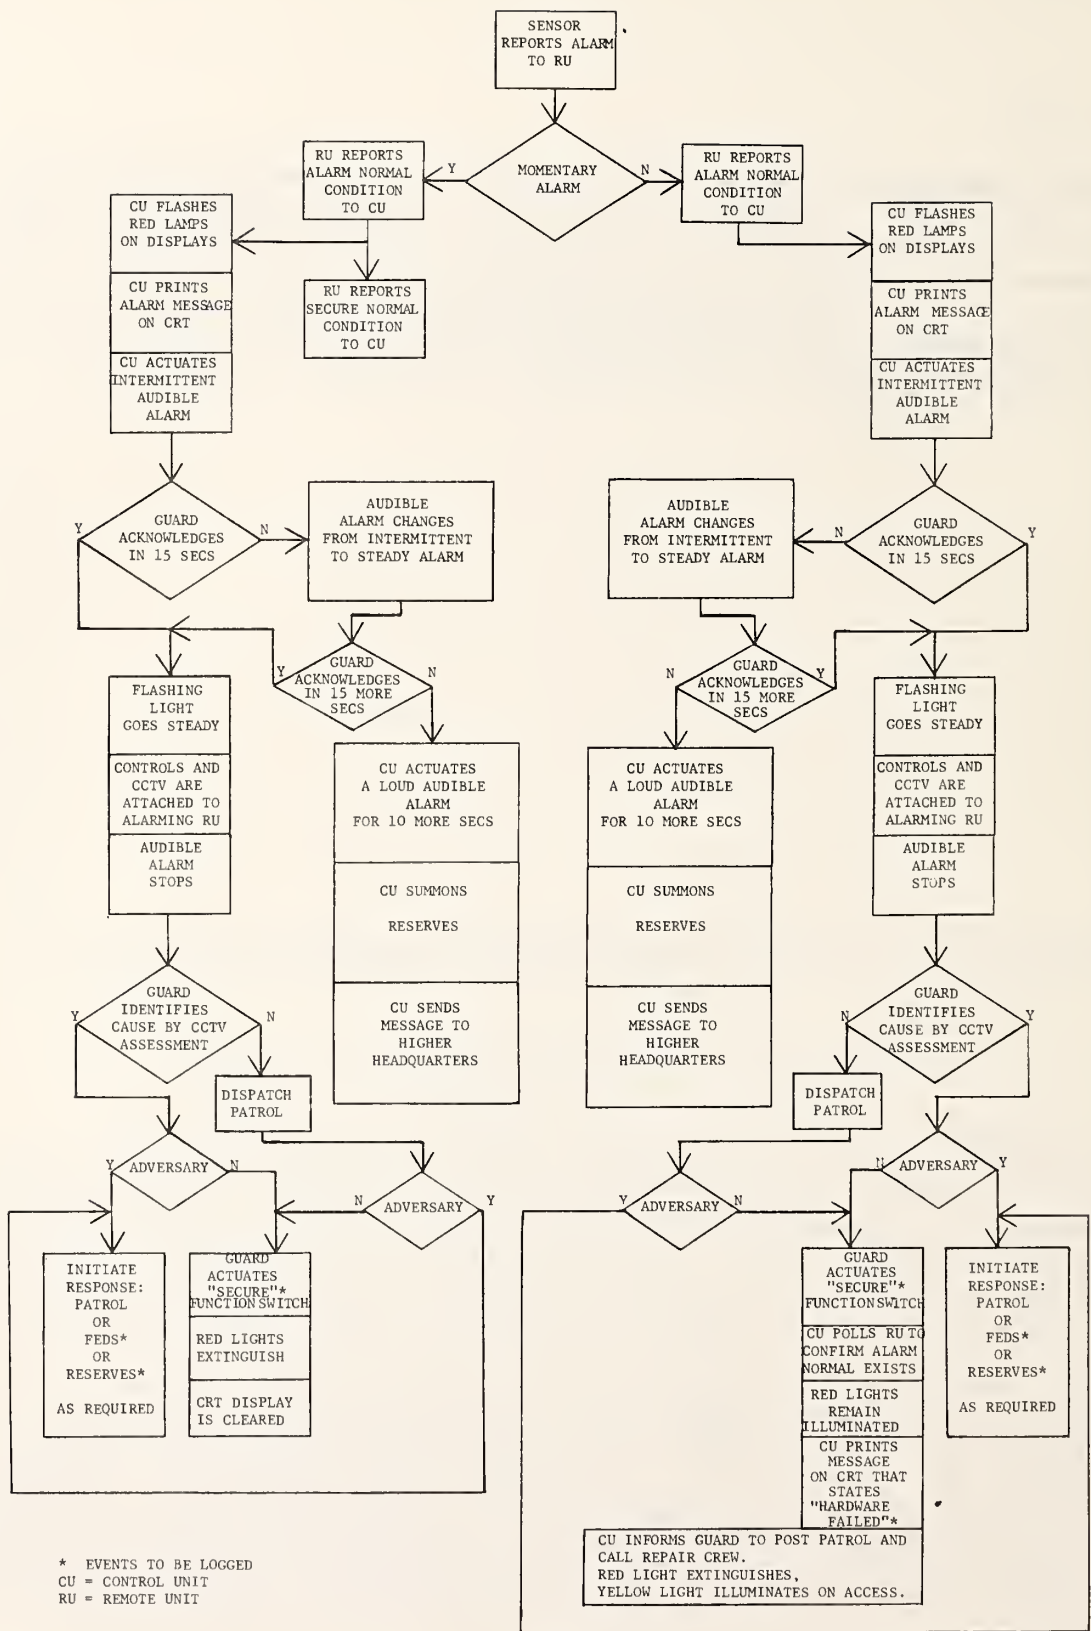 SENSOR
REPORTS ALARM
TO RU
MOMENTARY
ALARM
Y
N
RU REPORTS
ALARM NORMAL
CONDITION
TO CU
RU REPORTS
ALARM NORMAL
CONDITION
TO CU
CU FLASHES
RED LAMPS
ON DISPLAYS
CU PRINTS
ALARM MESSAGE
ON CRT
CU ACTUATES
INTERMITTENT
AUDIBLE
ALARM
RU REPORTS
SECURE NORMAL
CONDITION
TO CU
CU FLASHES
RED LAMPS
ON DISPLAYS
CU PRINTS
ALARM MESSAGE
ON CRT
CU ACTUATES
INTERMITTENT
AUDIBLE
ALARM
Y
GUARD
ACKNOWLEDGES
IN 15 SECS
N
AUDIBLE
ALARM CHANGES
FROM INTERMITTENT
TO STEADY ALARM
AUDIBLE
ALARM CHANGES
FROM INTERMITTENT
TO STEADY ALARM
N
GUARD
ACKNOWLEDGES
IN 15 SECS
Y
Y
GUARD
ACKNOWLEDGES
IN 15 MORE
SECS
N
N
GUARD
ACKNOWLEDGES
IN 15 MORE
SECS
Y
FLASHING
LIGHT
GOES STEADY
CONTROLS AND
CCTV ARE
ATTACHED TO
ALARMING RU
AUDIBLE
ALARM
STOPS
CU ACTUATES
A LOUD AUDIBLE
ALARM
FOR 10 MORE SECS
CU SUMMONS
RESERVES
CU SENDS
MESSAGE TO
HIGHER
HEADQUARTERS
CU ACTUATES
A LOUD AUDIBLE
ALARM
FOR 10 MORE SECS
CU SUMMONS
RESERVES
CU SENDS
MESSAGE TO
HIGHER
HEADQUARTERS
FLASHING
LIGHT
GOES STEADY
CONTROLS AND
CCTV ARE
ATTACHED TO
ALARMING RU
AUDIBLE
ALARM
STOPS
Y
GUARD
IDENTIFIES
CAUSE BY CCTV
ASSESSMENT
N
DISPATCH
PATROL
N
GUARD
IDENTIFIES
CAUSE BY CCTV
ASSESSMENT
Y
DISPATCH
PATROL
Y
ADVERSARY
N
N
ADVERSARY
Y
Y
ADVERSARY
N
N
ADVERSARY
Y
INITIATE
RESPONSE:
PATROL
OR
FEDS*
OR
RESERVES*
AS REQUIRED
GUARD
ACTUATES
"SECURE"*
FUNCTION SWITCH
RED LIGHTS
EXTINGUISH
CRT DISPLAY
IS CLEARED
GUARD
ACTUATES
"SECURE"*
FUNCTION SWITCH
CU POLLS RU TO
CONFIRM ALARM
NORMAL EXISTS
RED LIGHTS
REMAIN
ILLUMINATED
CU PRINTS
MESSAGE
ON CRT THAT
STATES
"HARDWARE
FAILED"*
INITIATE
RESPONSE:
PATROL
OR
FEDS*
OR
RESERVES*
AS REQUIRED
CU INFORMS GUARD TO POST PATROL AND
CALL REPAIR CREW.
RED LIGHT EXTINGUISHES,
YELLOW LIGHT ILLUMINATES ON ACCESS.
* EVENTS TO BE LOGGED
CU = CONTROL UNIT
RU = REMOTE UNIT